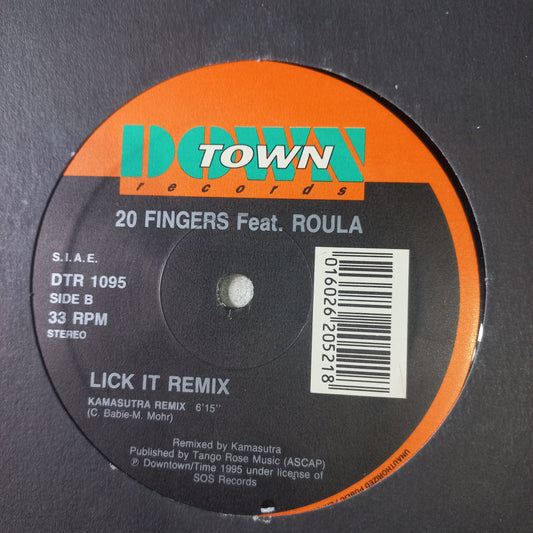 DOWN
TOWN
records
20 FINGERS Feat. ROULA
S.I.A.E.
DTR 1095
SIDE B
33 RPM
STEREO
016026205218
LICK IT REMIX
KAMASUTRA REMIX 6'15''
(C. Babie-M. Mohr)
Remixed by Kamasutra
Published by Tango Rose Music (ASCAP)
℗ Downtown/Time 1995 under license of
SOS Records
UNAUTHORIZED PUBLIC